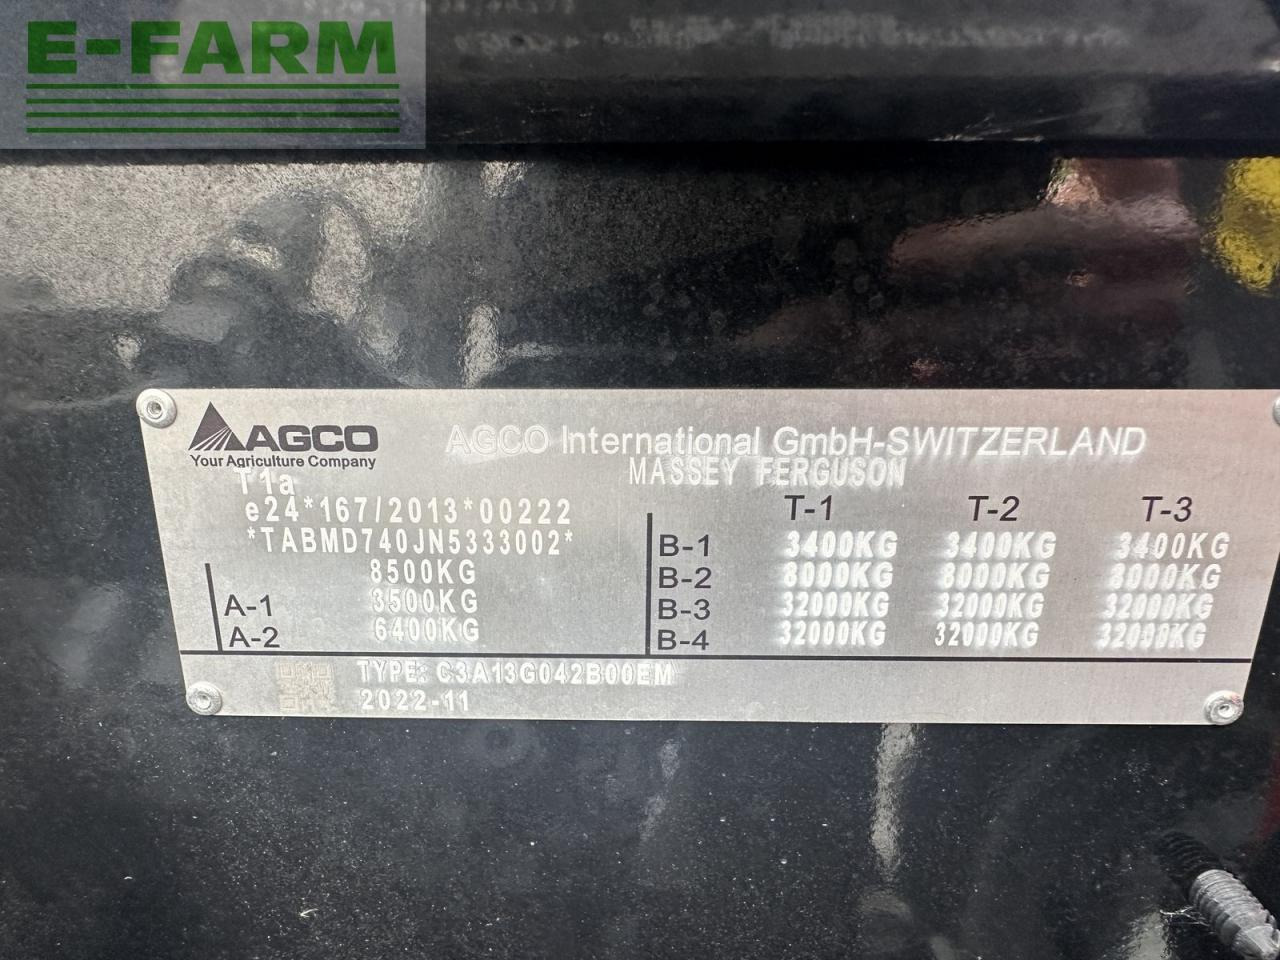 E-FARM
AGCO
Your Agriculture Company
AGCO International GmbH-SWITZERLAND
MASSEY FERGUSON
T1a
e24*167/2013*00222
*TABMD740JN5333002*
8500KG
A-1 3500KG
A-2 6400KG
T-1 T-2 T-3
B-1 3400KG 3400KG 3400KG
B-2 8000KG 8000KG 8000KG
B-3 32000KG 32000KG 32000KG
B-4 32000KG 32000KG 32000KG
TYPE: C3A13G042B00EM
2022-11